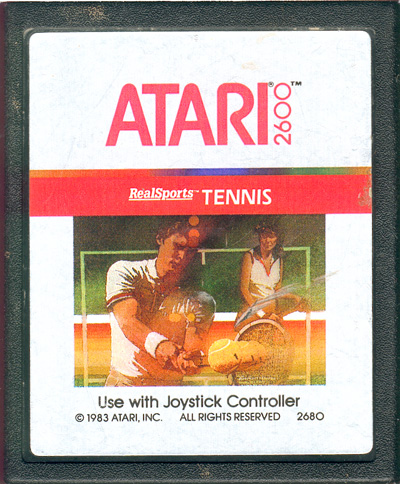 ATARI® 2600™
RealSports™ TENNIS
Use with Joystick Controller
© 1983 ATARI, INC. ALL RIGHTS RESERVED 2680